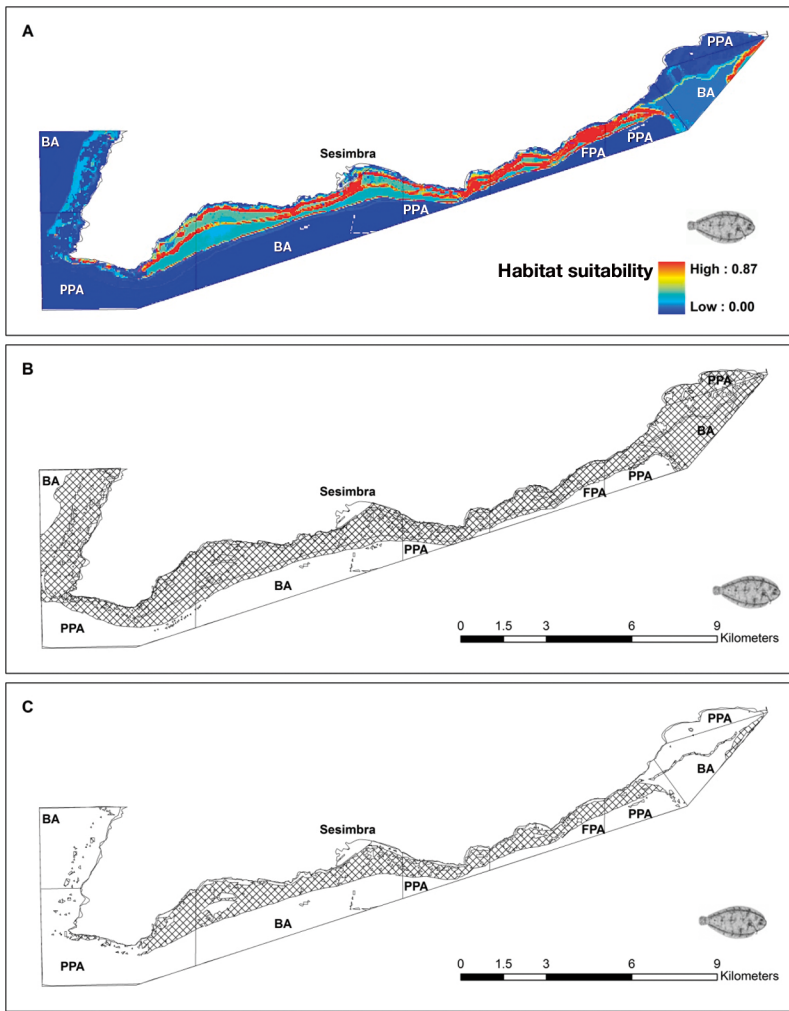 A
PPA
BA
BA
Sesimbra
FPA
PPA
PPA
BA
PPA
Habitat suitability
High : 0.87
Low : 0.00
B
PPA
BA
BA
PPA
Sesimbra
FPA
PPA
BA
PPA
0 1.5 3 6 9
Kilometers
C
PPA
BA
BA
Sesimbra
FPA
PPA
PPA
BA
PPA
0 1.5 3 6 9
Kilometers